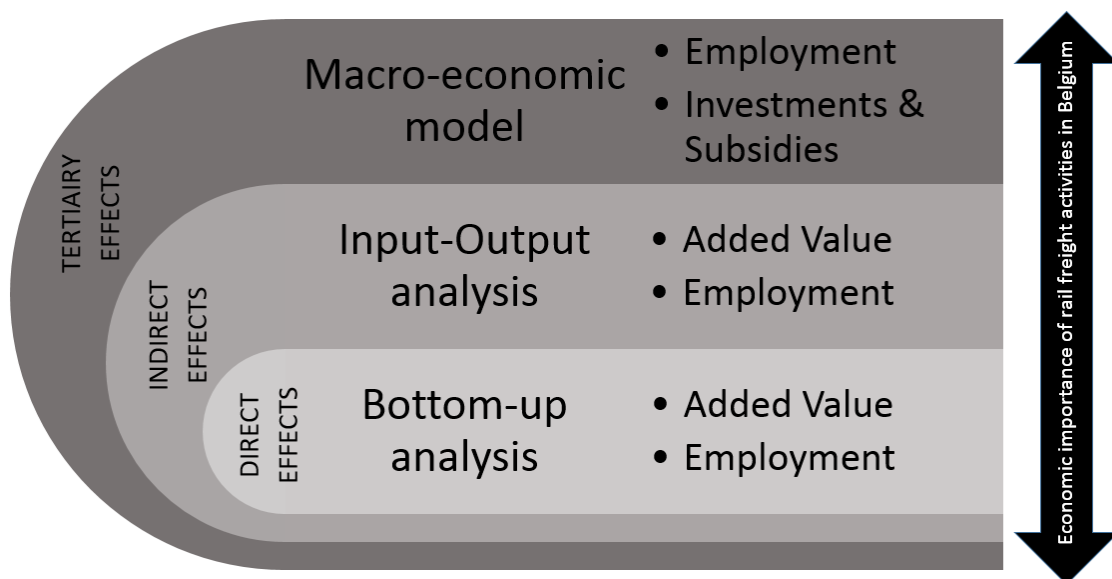 Macro-economic
model
• Employment
• Investments &
Subsidies
TERTIAIRY
EFFECTS
Input-Output
analysis
• Added Value
• Employment
INDIRECT
EFFECTS
Bottom-up
analysis
• Added Value
• Employment
DIRECT
EFFECTS
Economic importance of rail freight activities in Belgium